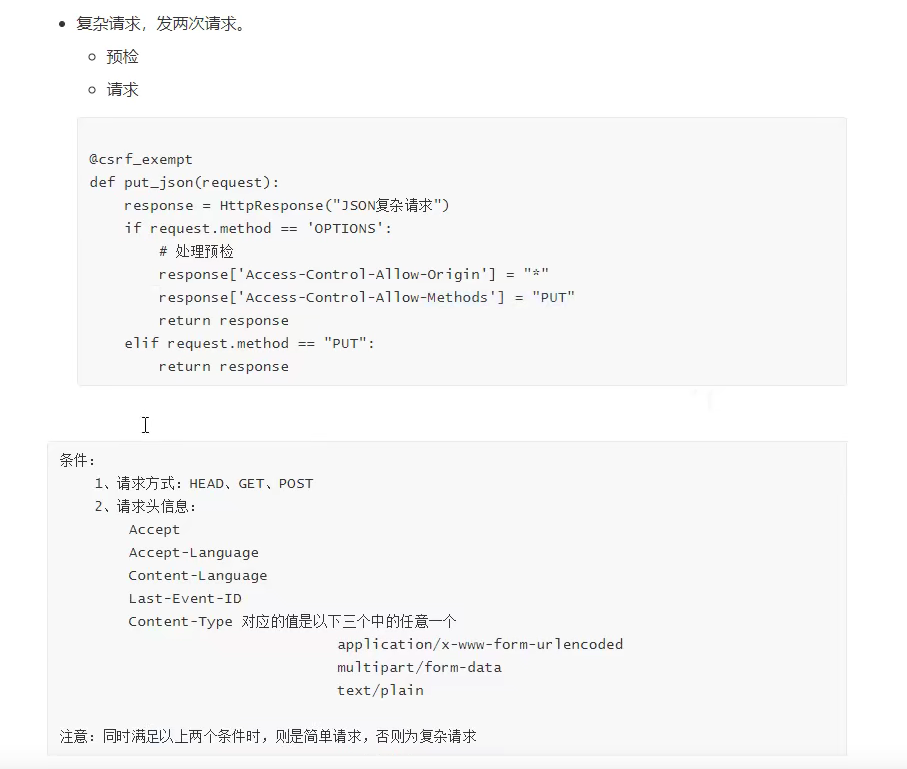 复杂请求，发两次请求。
预检
请求
@csrf_exempt
def put_json(request):
    response = HttpResponse("JSON复杂请求")
    if request.method == 'OPTIONS':
        # 处理预检
        response['Access-Control-Allow-Origin'] = "*"
        response['Access-Control-Allow-Methods'] = "PUT"
        return response
    elif request.method == "PUT":
        return response
条件：
    1、请求方式：HEAD、GET、POST
    2、请求头信息：
        Accept
        Accept-Language
        Content-Language
        Last-Event-ID
        Content-Type 对应的值是以下三个中的任意一个
                                application/x-www-form-urlencoded
                                multipart/form-data
                                text/plain
注意：同时满足以上两个条件时，则是简单请求，否则为复杂请求